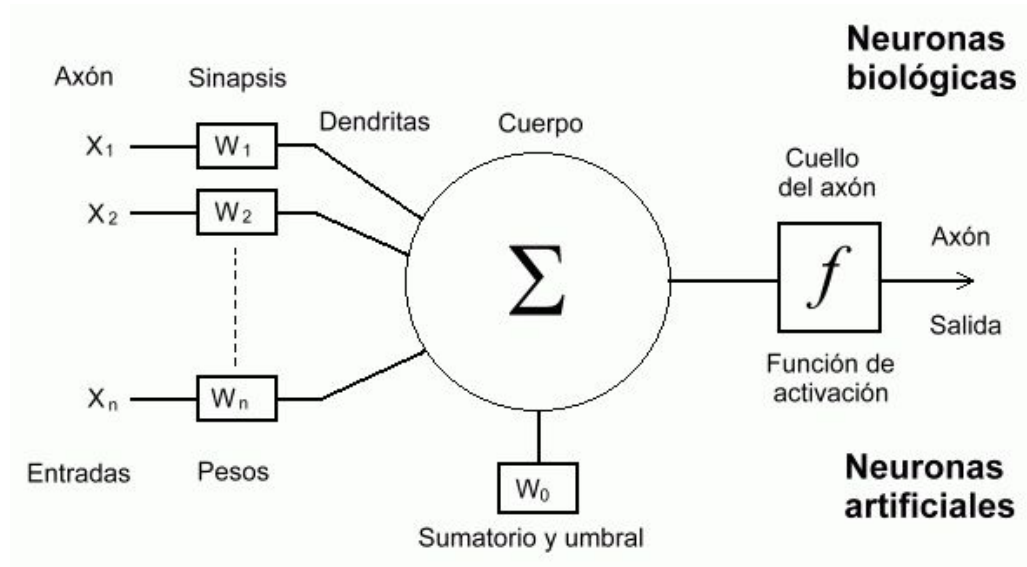 Neuronas
biológicas
Axón
Sinapsis
Dendritas
Cuerpo
Cuello
del axón
X1
W1
X2
W2
Σ
f
Axón
Salida
Función de
activación
Xn
Wn
Entradas
Pesos
W0
Sumatorio y umbral
Neuronas
artificiales